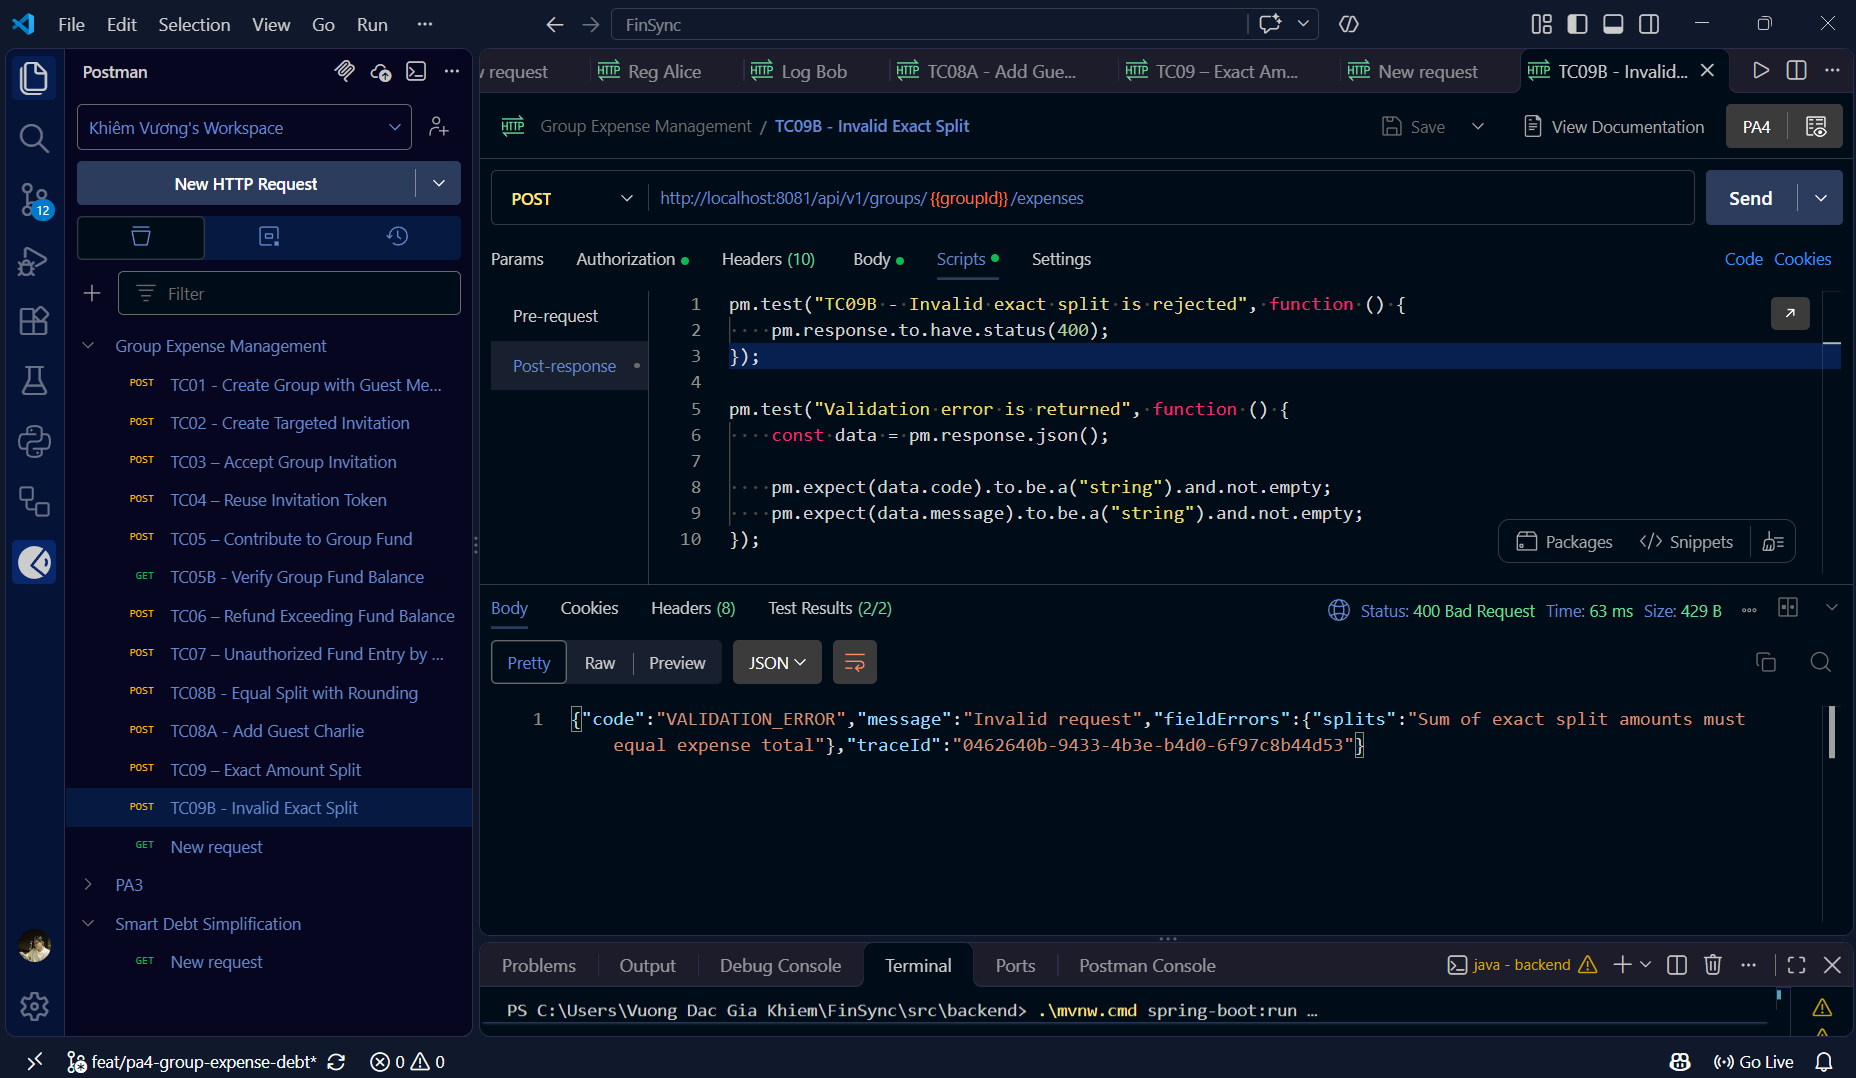 File Edit Selection View Go Run ···
FinSync
Postman
Khiêm Vương's Workspace
New HTTP Request
Filter
Group Expense Management
POST TC01 - Create Group with Guest Me...
POST TC02 - Create Targeted Invitation
POST TC03 – Accept Group Invitation
POST TC04 – Reuse Invitation Token
POST TC05 – Contribute to Group Fund
GET TC05B - Verify Group Fund Balance
POST TC06 – Refund Exceeding Fund Balance
POST TC07 – Unauthorized Fund Entry by ...
POST TC08B - Equal Split with Rounding
POST TC08A - Add Guest Charlie
POST TC09 – Exact Amount Split
POST TC09B - Invalid Exact Split
GET New request
PA3
Smart Debt Simplification
GET New request
12
request HTTP Reg Alice HTTP Log Bob HTTP TC08A - Add Gue... HTTP TC09 – Exact Am... HTTP New request HTTP TC09B - Invalid...
HTTP Group Expense Management / TC09B - Invalid Exact Split Save View Documentation PA4
POST http://localhost:8081/api/v1/groups/{{groupId}}/expenses Send
Params Authorization Headers (10) Body Scripts Settings Code Cookies
Pre-request
Post-response
1 pm.test("TC09B - Invalid exact split is rejected", function () {
2 pm.response.to.have.status(400);
3 });
4
5 pm.test("Validation error is returned", function () {
6 const data = pm.response.json();
7
8 pm.expect(data.code).to.be.a("string").and.not.empty;
9 pm.expect(data.message).to.be.a("string").and.not.empty;
10 });
Packages </> Snippets
Body Cookies Headers (8) Test Results (2/2) Status: 400 Bad Request Time: 63 ms Size: 429 B
Pretty Raw Preview JSON
1 {"code":"VALIDATION_ERROR","message":"Invalid request","fieldErrors":{"splits":"Sum of exact split amounts must
equal expense total"},"traceId":"0462640b-9433-4b3e-b4d0-6f97c8b44d53"}
Problems Output Debug Console Terminal Ports Postman Console java - backend
PS C:\Users\Vuong Dac Gia Khiem\FinSync\src\backend> .\mvnw.cmd spring-boot:run …
feat/pa4-group-expense-debt* 0 0 Go Live